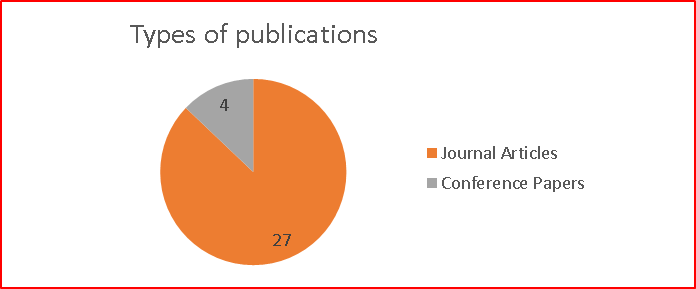 Types of publications
4
27
Journal Articles
Conference Papers